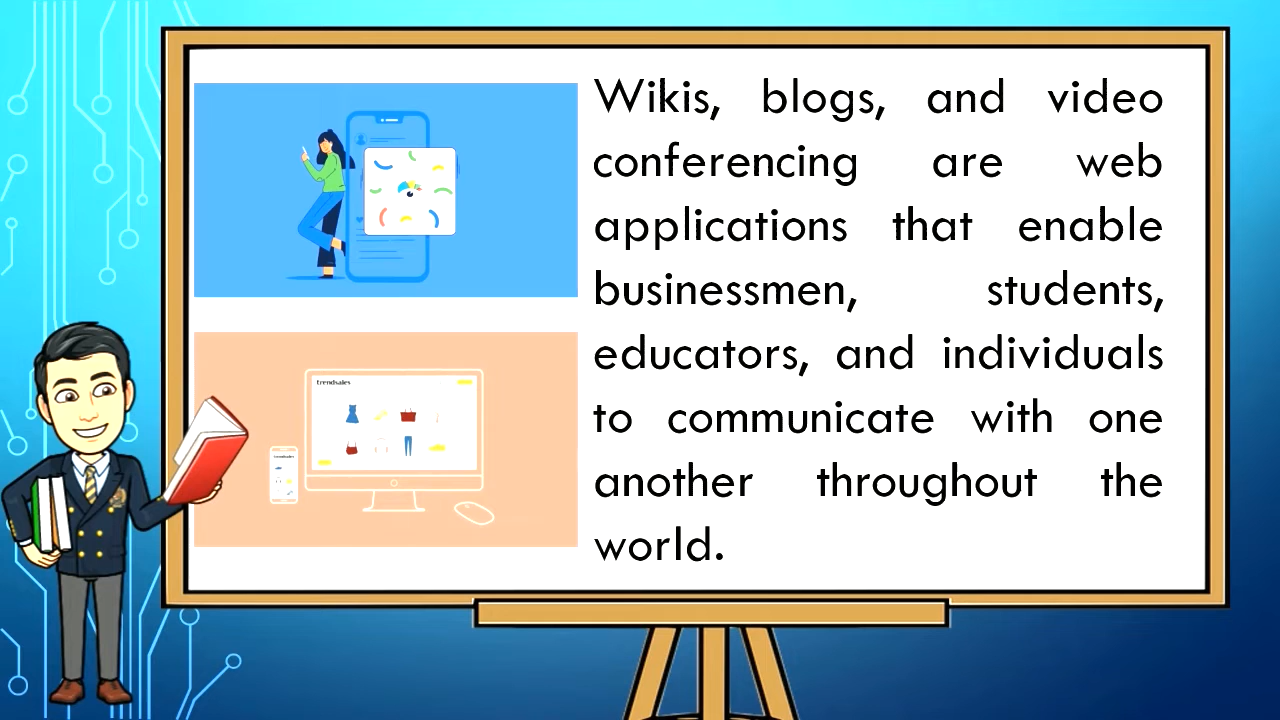 Wikis, blogs, and video
conferencing are web
applications that enable
businessmen, students,
educators, and individuals
to communicate with one
another throughout the
world.
trendsales
trendsales